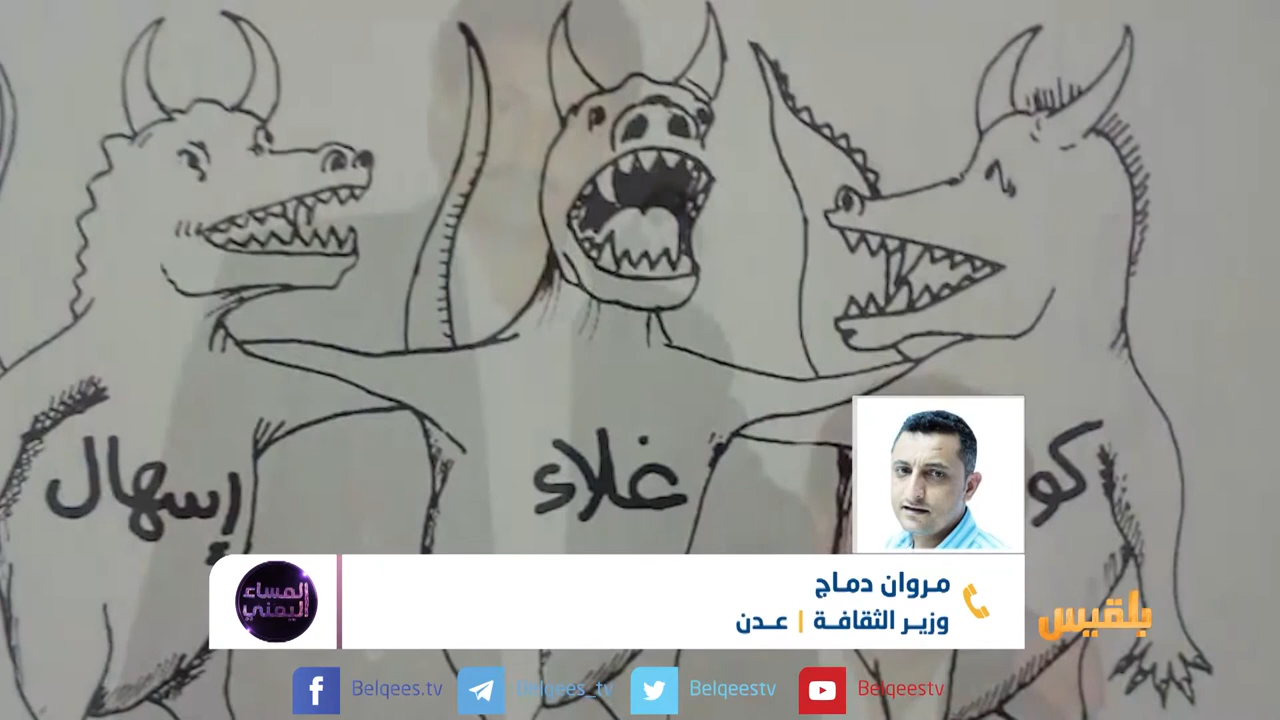 إسهال
غلاء
كو
مروان دماج
وزير الثقافة | عدن
المساء
اليمني
بلقيس
Belqees.tv
Belqees_tv
Belqeestv
Belqeestv